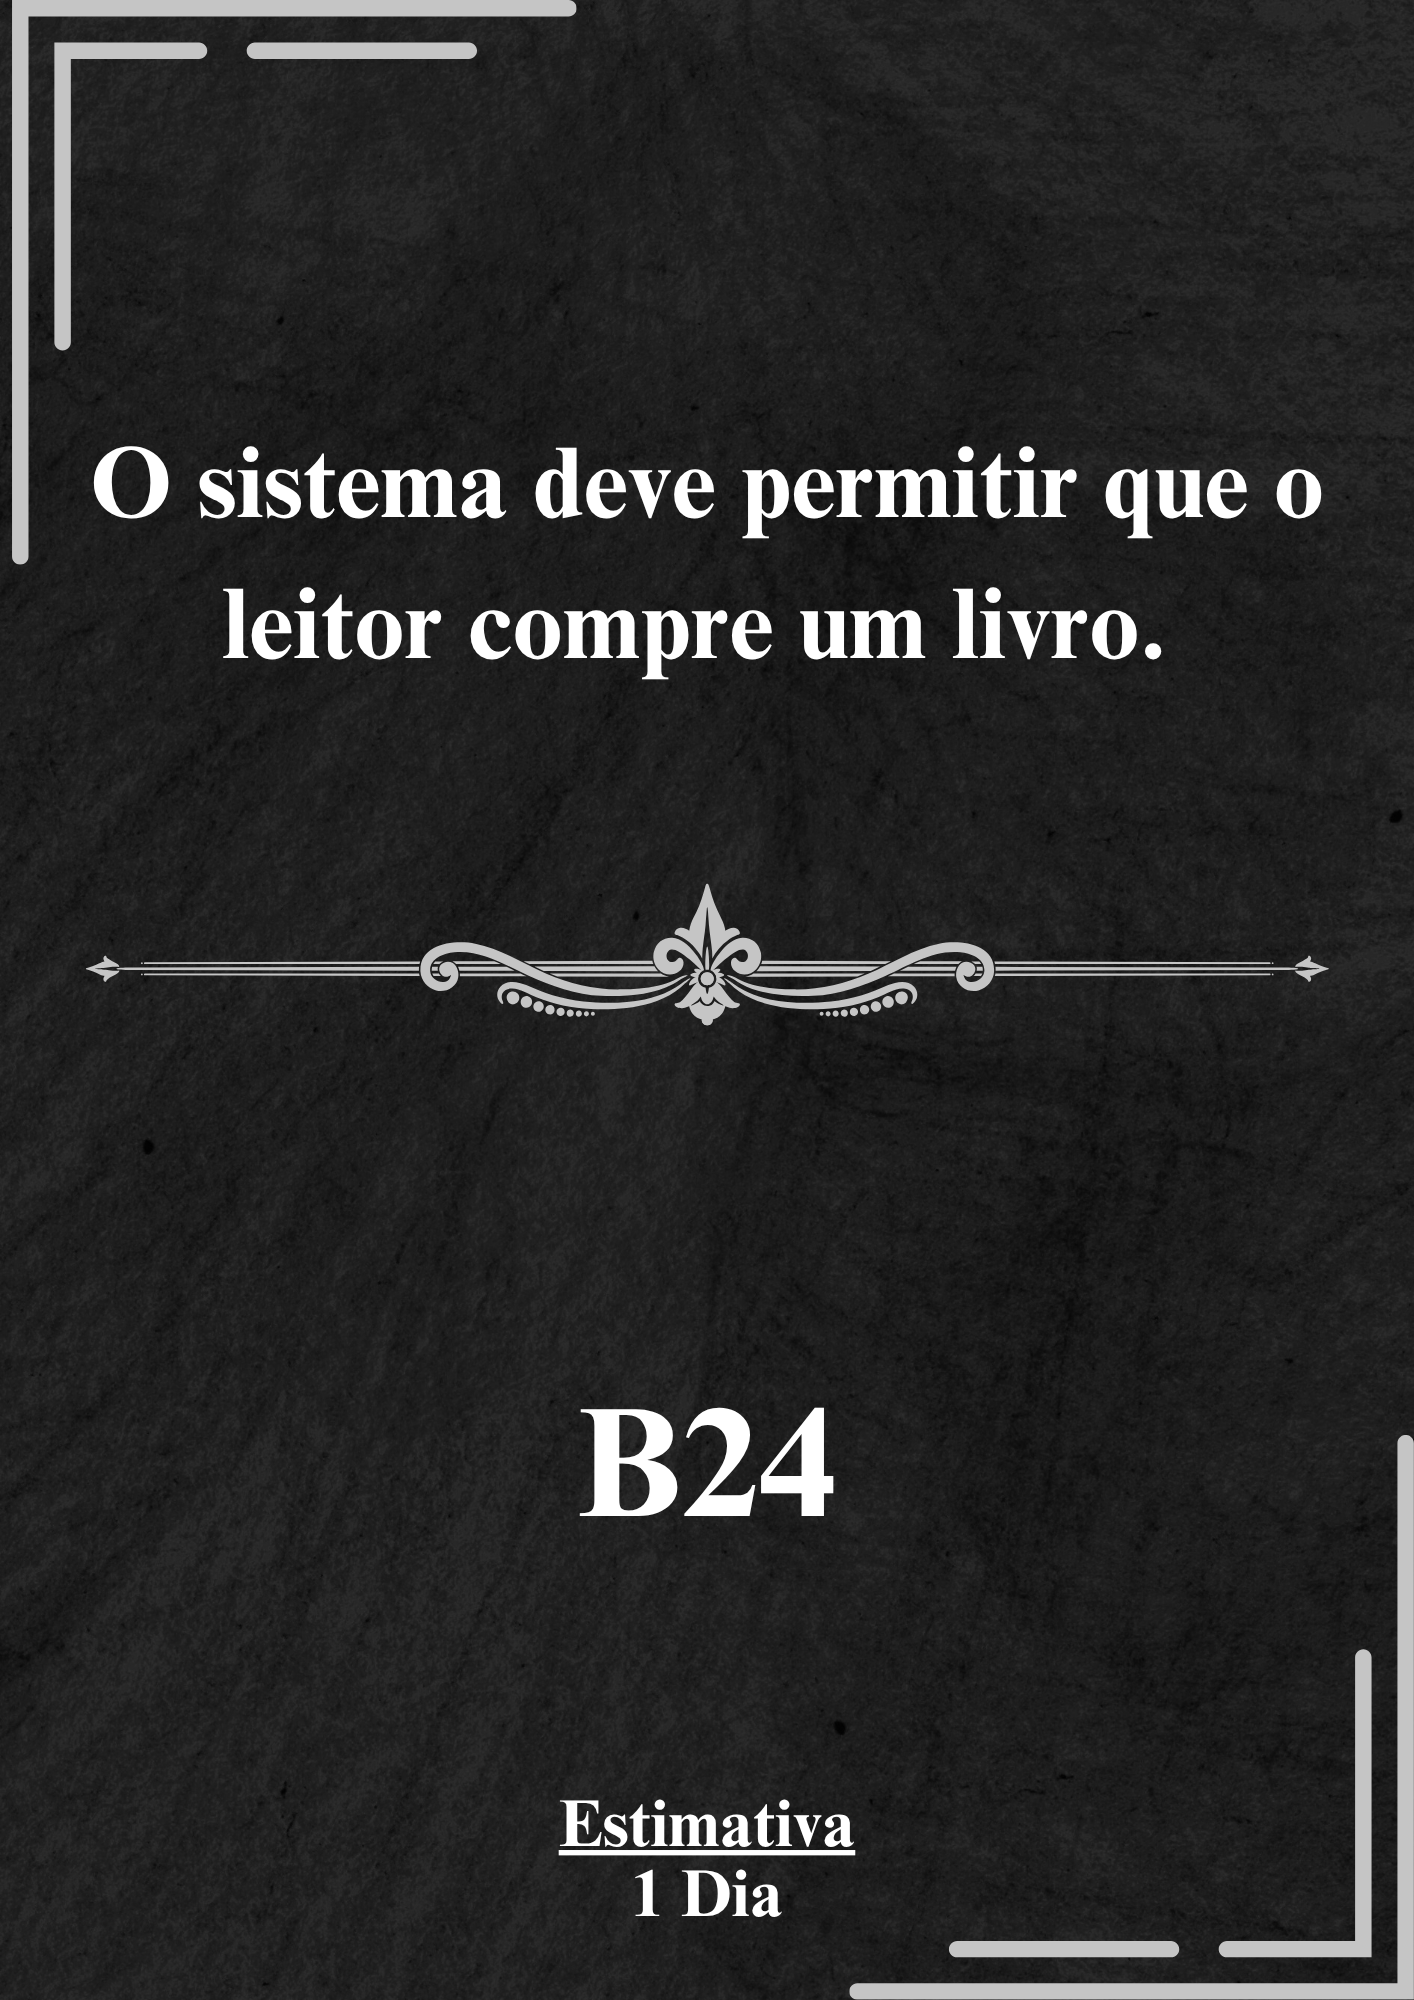 O sistema deve permitir que o
leitor compre um livro.
B24
Estimativa
1 Dia